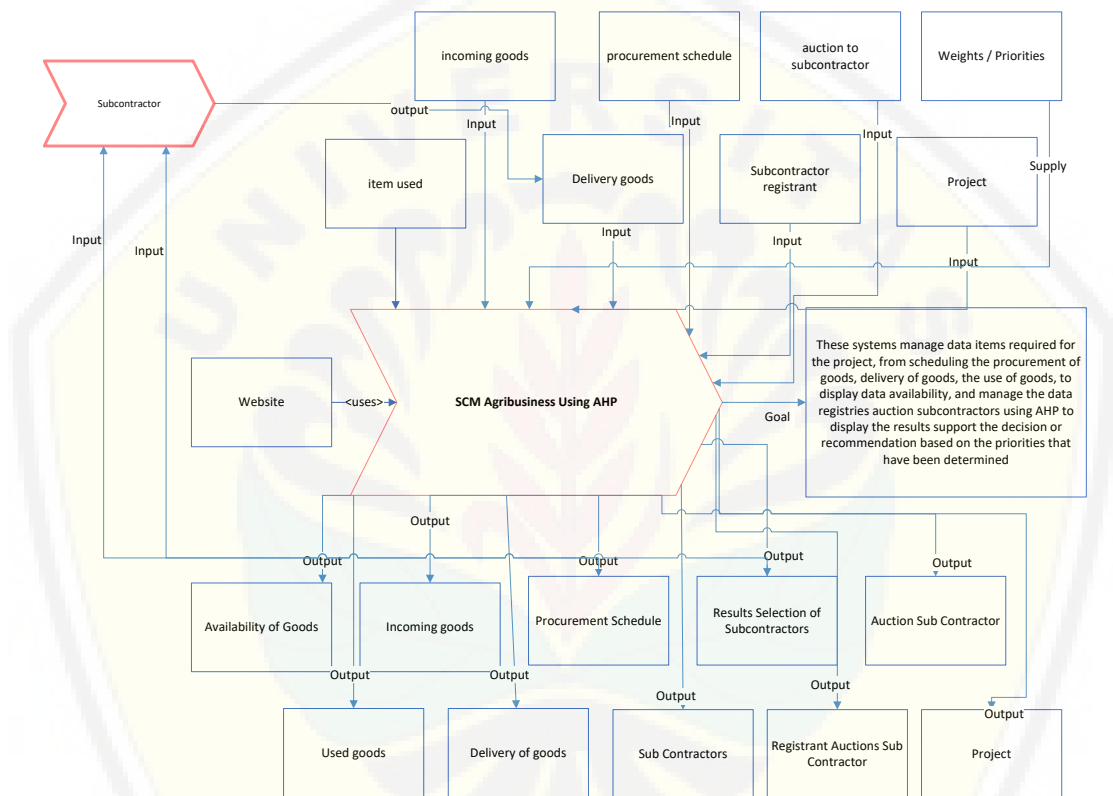 incoming goods
procurement schedule
auction to
subcontractor
Weights / Priorities
Subcontractor
output
Input
Input
Input
item used
Delivery goods
Subcontractor
registrant
Project
Supply
Input
Input
Input
Input
Input
These systems manage data items required for
the project, from scheduling the procurement of
goods, delivery of goods, the use of goods, to
display data availability, and manage the data
registries auction subcontractors using AHP to
display the results support the decision or
recommendation based on the priorities that
have been determined
Website
<uses>
SCM Agribusiness Using AHP
Goal
Output
Output
Output
Output
Output
Availability of Goods
Incoming goods
Procurement Schedule
Results Selection of
Subcontractors
Auction Sub Contractor
Output
Output
Output
Output
Output
Used goods
Delivery of goods
Sub Contractors
Registrant Auctions Sub
Contractor
Project
UNIVERSITAS